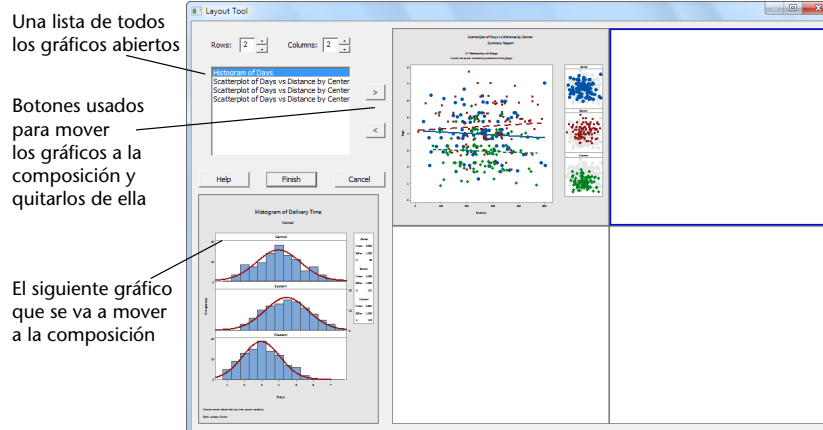 Una lista de todos
los gráficos abiertos
Botones usados
para mover
los gráficos a la
composición y
quitarlos de ella
El siguiente gráfico
que se va a mover
a la composición
Layout Tool
Rows: 2 Columns: 2
Histogram of Days
Scatterplot of Days vs Distance by Center
Scatterplot of Days vs Distance by Center
Scatterplot of Days vs Distance by Center
>
<
Help Finish Cancel
Histogram of Delivery Time
Normal
Central
Eastern
Western
Frequency
Days
Scatterplot of Days vs Distance by Center
Summary Report
Days
Distance